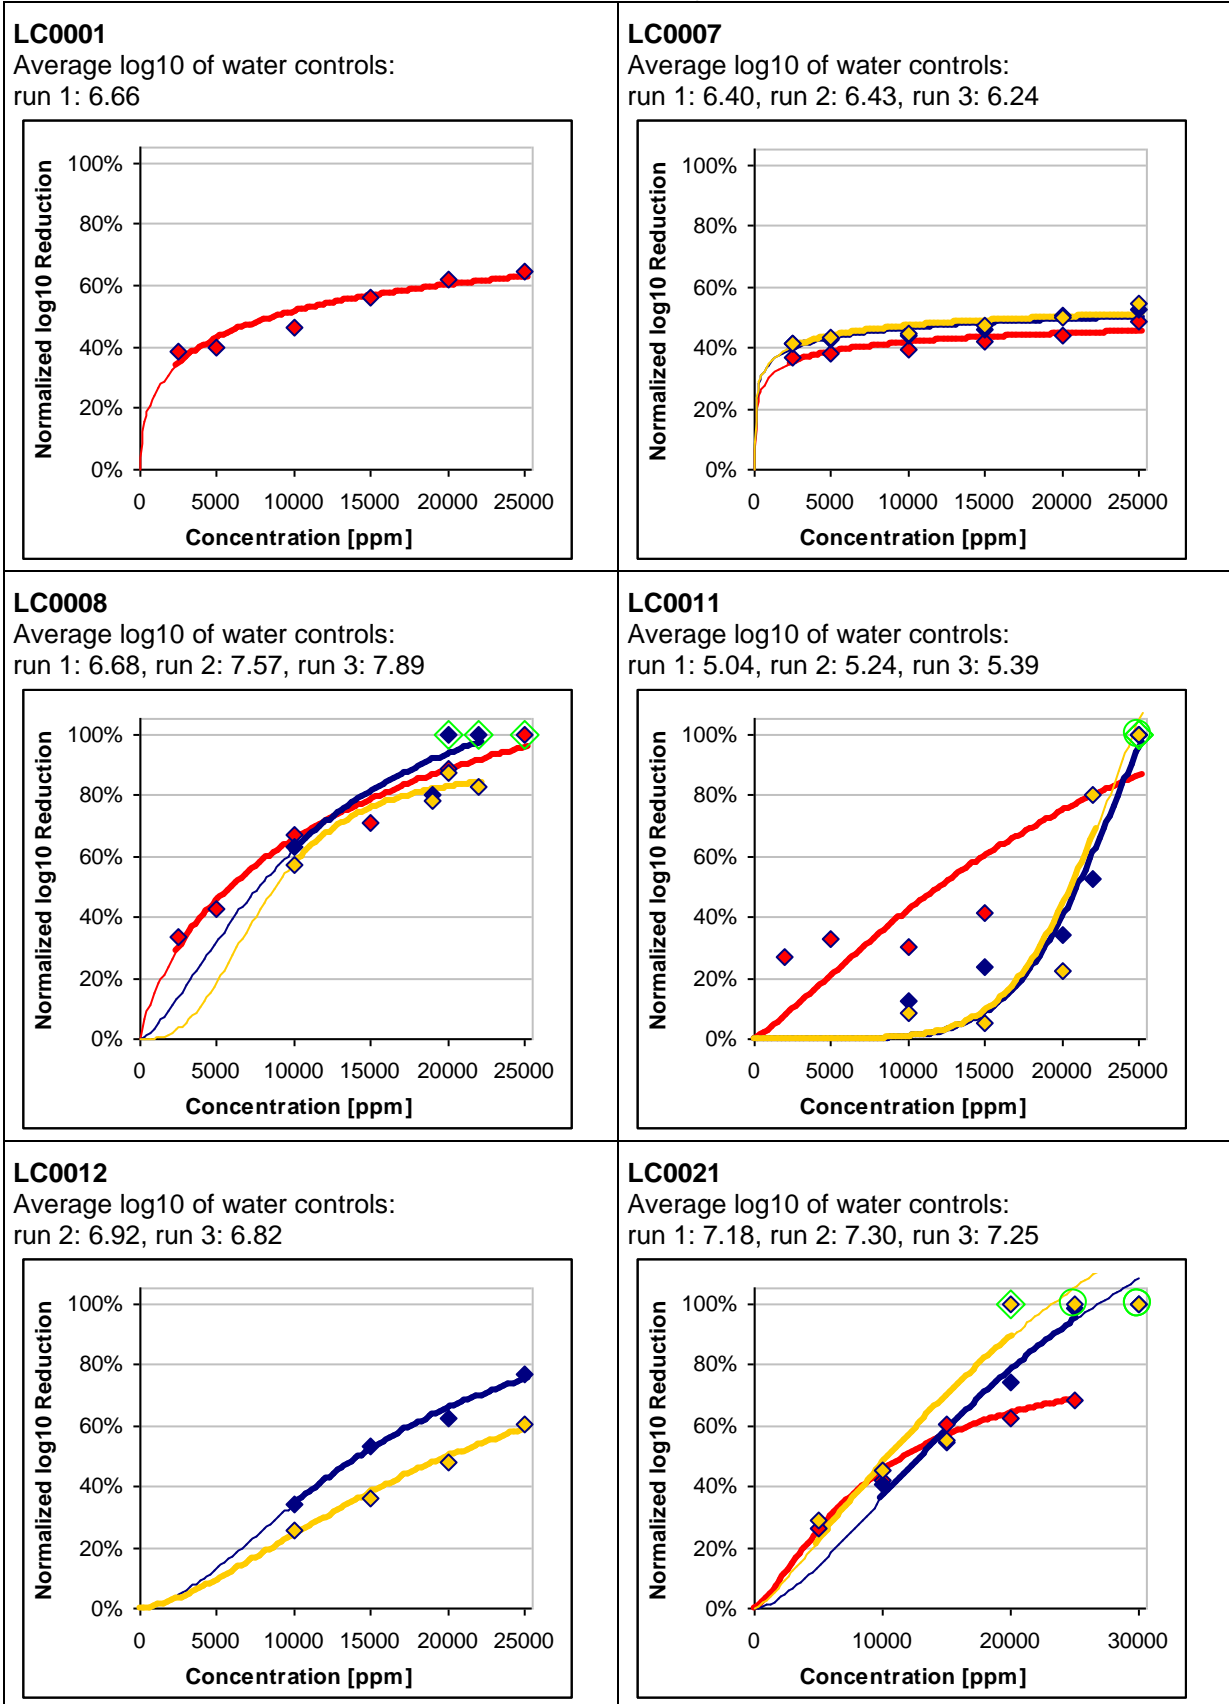 LC0001
Average log10 of water controls:
run 1: 6.66
Normalized log10 Reduction
100%
80%
60%
40%
20%
0%
0 5000 10000 15000 20000 25000
Concentration [ppm]
LC0007
Average log10 of water controls:
run 1: 6.40, run 2: 6.43, run 3: 6.24
Normalized log10 Reduction
100%
80%
60%
40%
20%
0%
0 5000 10000 15000 20000 25000
Concentration [ppm]
LC0008
Average log10 of water controls:
run 1: 6.68, run 2: 7.57, run 3: 7.89
Normalized log10 Reduction
100%
80%
60%
40%
20%
0%
0 5000 10000 15000 20000 25000
Concentration [ppm]
LC0011
Average log10 of water controls:
run 1: 5.04, run 2: 5.24, run 3: 5.39
Normalized log10 Reduction
100%
80%
60%
40%
20%
0%
0 5000 10000 15000 20000 25000
Concentration [ppm]
LC0012
Average log10 of water controls:
run 2: 6.92, run 3: 6.82
Normalized log10 Reduction
100%
80%
60%
40%
20%
0%
0 5000 10000 15000 20000 25000
Concentration [ppm]
LC0021
Average log10 of water controls:
run 1: 7.18, run 2: 7.30, run 3: 7.25
Normalized log10 Reduction
100%
80%
60%
40%
20%
0%
0 10000 20000 30000
Concentration [ppm]